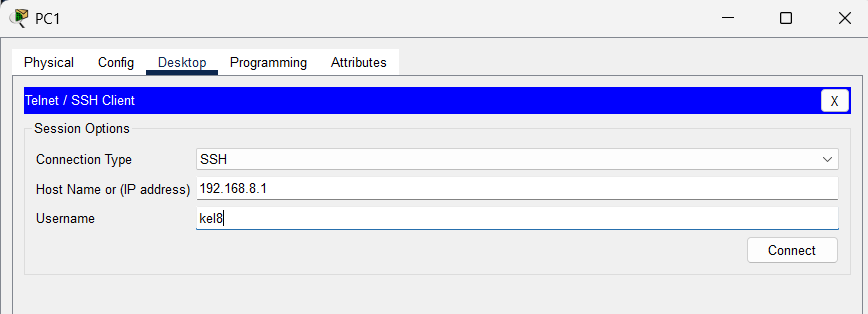 PC1
Physical Config Desktop Programming Attributes
Telnet / SSH Client X
Session Options
Connection Type SSH
Host Name or (IP address) 192.168.8.1
Username kel8
Connect